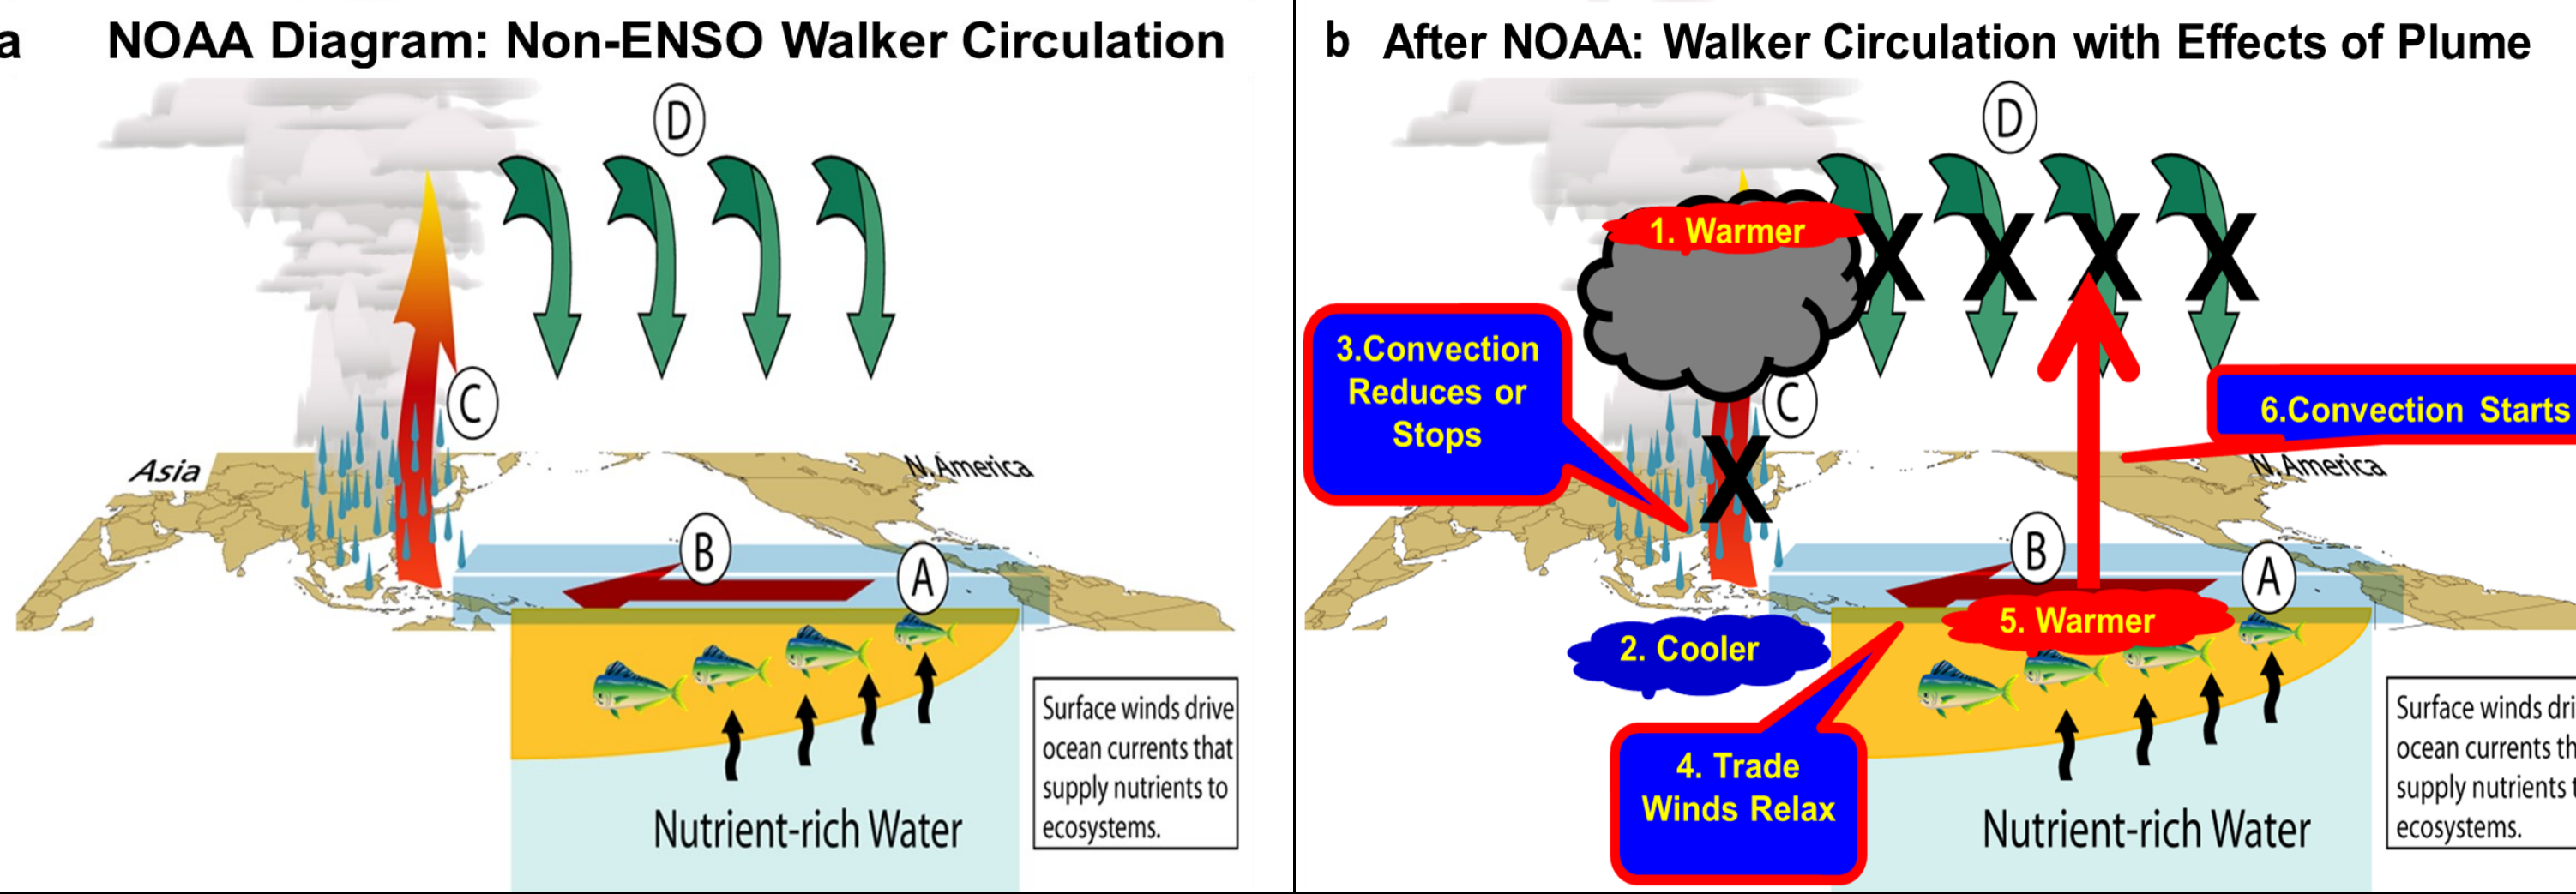 a
NOAA Diagram: Non-ENSO Walker Circulation
D
C
Asia
N.America
B
A
Surface winds drive
ocean currents that
supply nutrients to
ecosystems.
Nutrient-rich Water
b
After NOAA: Walker Circulation with Effects of Plume
D
1. Warmer
X X X X
3.Convection
Reduces or
Stops
C
6.Convection Starts
X
N.America
B
A
5. Warmer
2. Cooler
4. Trade
Winds Relax
Surface winds dri
ocean currents th
supply nutrients t
ecosystems.
Nutrient-rich Water